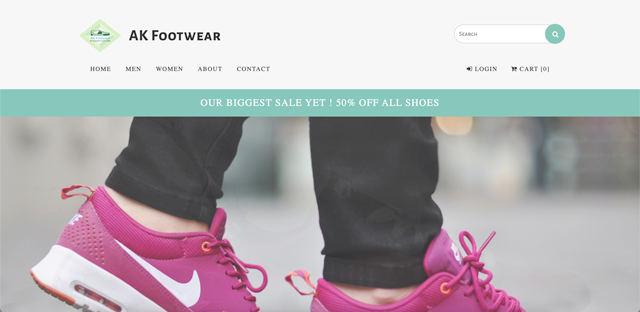 AK Footwear
Search
HOME MEN WOMEN ABOUT CONTACT
LOGIN CART [0]
OUR BIGGEST SALE YET ! 50% OFF ALL SHOES